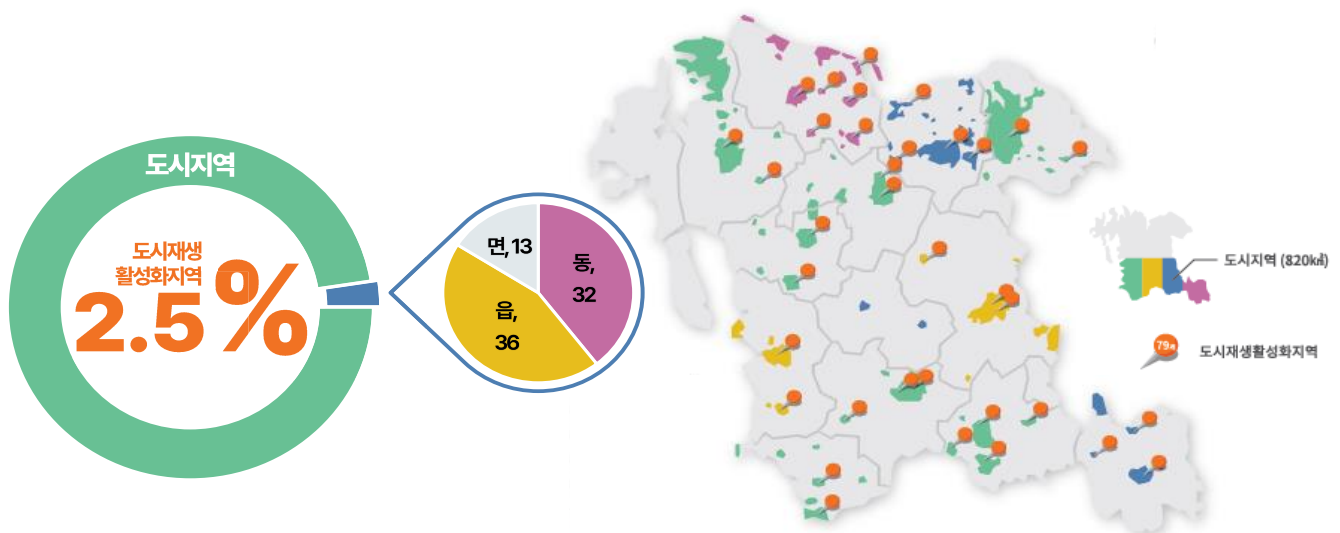 도시지역
도시재생
활성화지역
2.5%
면, 13
동,
32
읍,
36
도시지역 (820㎢)
도시재생활성화지역